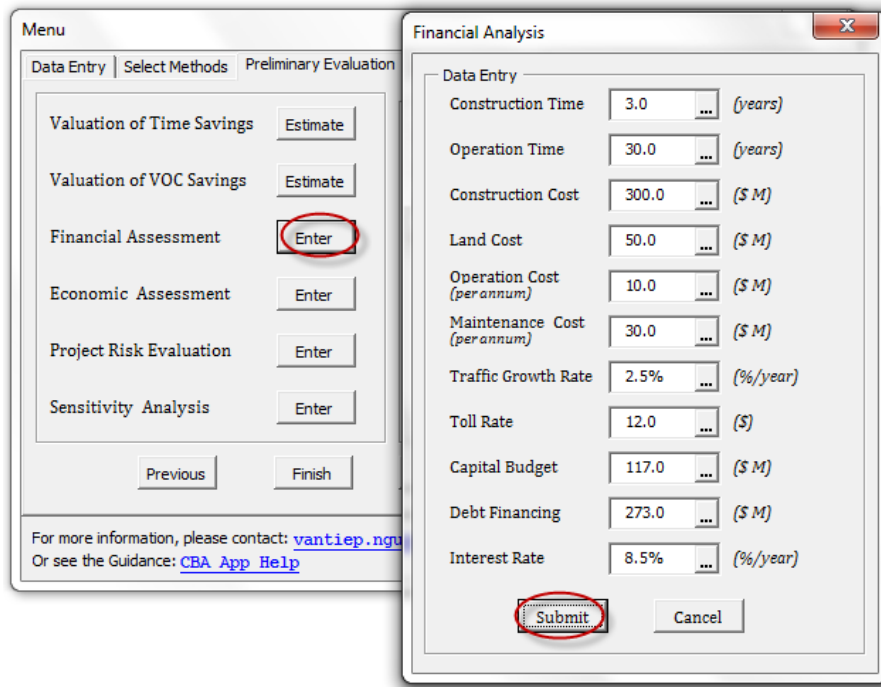 Menu
Data Entry
Select Methods
Preliminary Evaluation
Valuation of Time Savings
Estimate
Valuation of VOC Savings
Estimate
Financial Assessment
Enter
Economic Assessment
Enter
Project Risk Evaluation
Enter
Sensitivity Analysis
Enter
Previous
Finish
For more information, please contact: vantiep.ngu
Or see the Guidance: CBA App Help
Financial Analysis
X
Data Entry
Construction Time 3.0 ... (years)
Operation Time 30.0 ... (years)
Construction Cost 300.0 ... ($ M)
Land Cost 50.0 ... ($ M)
Operation Cost
(per annum) 10.0 ... ($ M)
Maintenance Cost
(per annum) 30.0 ... ($ M)
Traffic Growth Rate 2.5% ... (%/year)
Toll Rate 12.0 ... ($)
Capital Budget 117.0 ... ($ M)
Debt Financing 273.0 ... ($ M)
Interest Rate 8.5% ... (%/year)
Submit
Cancel